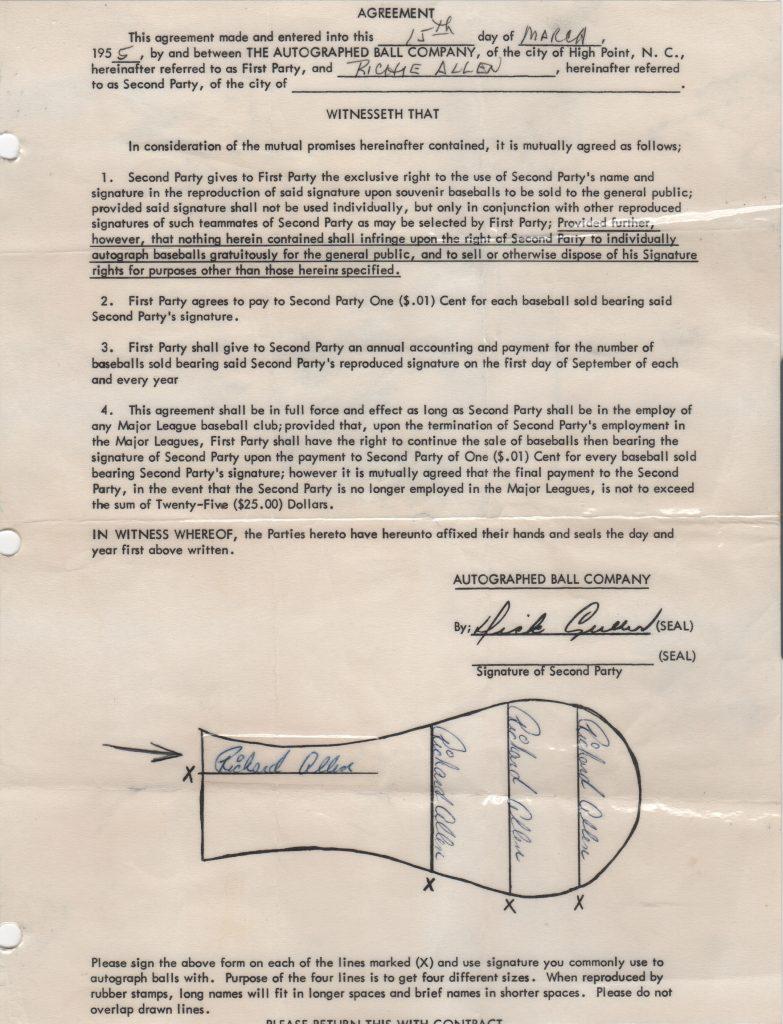 AGREEMENT
This agreement made and entered into this 15th day of MARCH,
1955, by and between THE AUTOGRAPHED BALL COMPANY, of the city of High Point, N. C.,
hereinafter referred to as First Party, and RICHIE ALLEN, hereinafter referred
to as Second Party, of the city of
WITNESSETH THAT
In consideration of the mutual promises hereinafter contained, it is mutually agreed as follows;
1. Second Party gives to First Party the exclusive right to the use of Second Party's name and
signature in the reproduction of said signature upon souvenir baseballs to be sold to the general public;
provided said signature shall not be used individually, but only in conjunction with other reproduced
signatures of such teammates of Second Party as may be selected by First Party; Provided further,
however, that nothing herein contained shall infringe upon the right of Second Party to individually
autograph baseballs gratuitously for the general public, and to sell or otherwise dispose of his Signature
rights for purposes other than those herein specified.
2. First Party agrees to pay to Second Party One ($.01) Cent for each baseball sold bearing said
Second Party's signature.
3. First Party shall give to Second Party an annual accounting and payment for the number of
baseballs sold bearing said Second Party's reproduced signature on the first day of September of each
and every year
4. This agreement shall be in full force and effect as long as Second Party shall be in the employ of
any Major League baseball club; provided that, upon the termination of Second Party's employment in
the Major Leagues, First Party shall have the right to continue the sale of baseballs then bearing the
signature of Second Party upon the payment to Second Party of One ($.01) Cent for every baseball sold
bearing Second Party's signature; however it is mutually agreed that the final payment to the Second
Party, in the event that the Second Party is no longer employed in the Major Leagues, is not to exceed
the sum of Twenty-Five ($25.00) Dollars.
IN WITNESS WHEREOF, the Parties hereto have hereunto affixed their hands and seals the day and
year first above written.
AUTOGRAPHED BALL COMPANY
By; Dick (SEAL)
(SEAL)
Signature of Second Party
X Richard Allen
Richard Allen
Richard Allen
Richard Allen
X
X
X
Please sign the above form on each of the lines marked (X) and use signature you commonly use to
autograph balls with. Purpose of the four lines is to get four different sizes. When reproduced by
rubber stamps, long names will fit in longer spaces and brief names in shorter spaces. Please do not
overlap drawn lines.
PLEASE RETURN THIS WITH CONTRACT